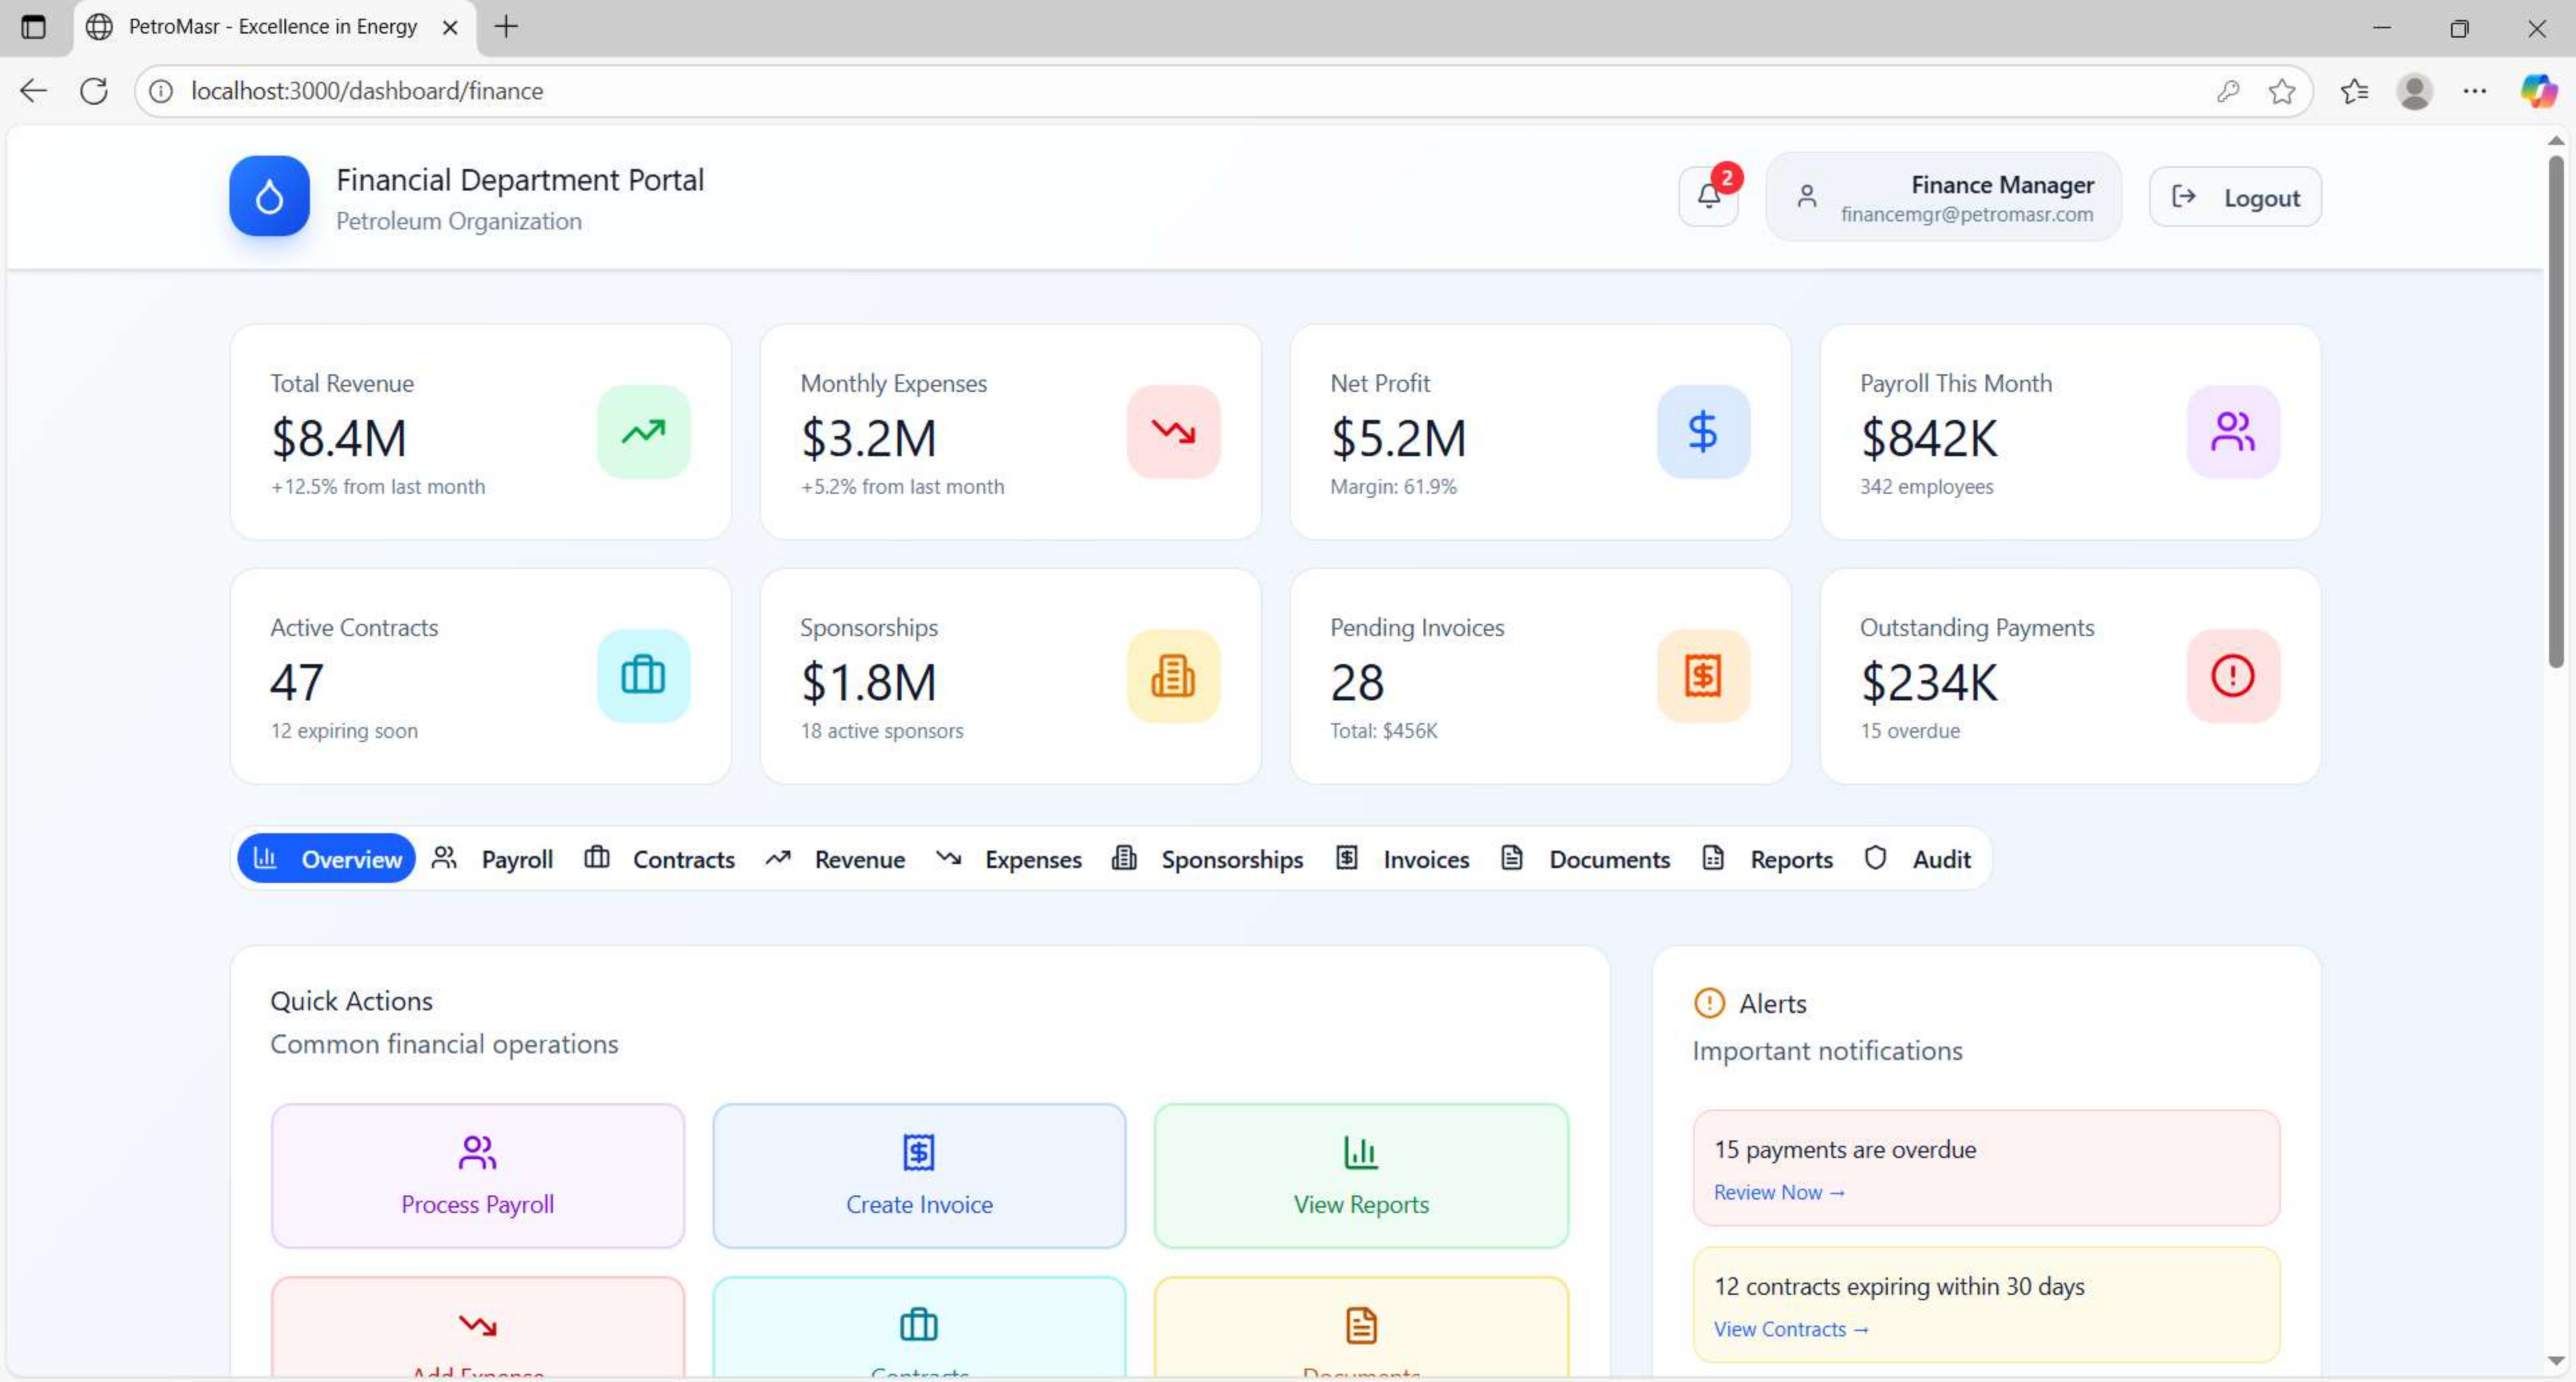 PetroMasr - Excellence in Energy
localhost:3000/dashboard/finance
Financial Department Portal
Petroleum Organization
2
Finance Manager
financemgr@petromasr.com
Logout
Total Revenue
$8.4M
+12.5% from last month
Monthly Expenses
$3.2M
+5.2% from last month
Net Profit
$5.2M
Margin: 61.9%
Payroll This Month
$842K
342 employees
Active Contracts
47
12 expiring soon
Sponsorships
$1.8M
18 active sponsors
Pending Invoices
28
Total: $456K
Outstanding Payments
$234K
15 overdue
Overview Payroll Contracts Revenue Expenses Sponsorships Invoices Documents Reports Audit
Quick Actions
Common financial operations
Process Payroll
Create Invoice
View Reports
Add Expense
Contracts
Documents
Alerts
Important notifications
15 payments are overdue
Review Now →
12 contracts expiring within 30 days
View Contracts →